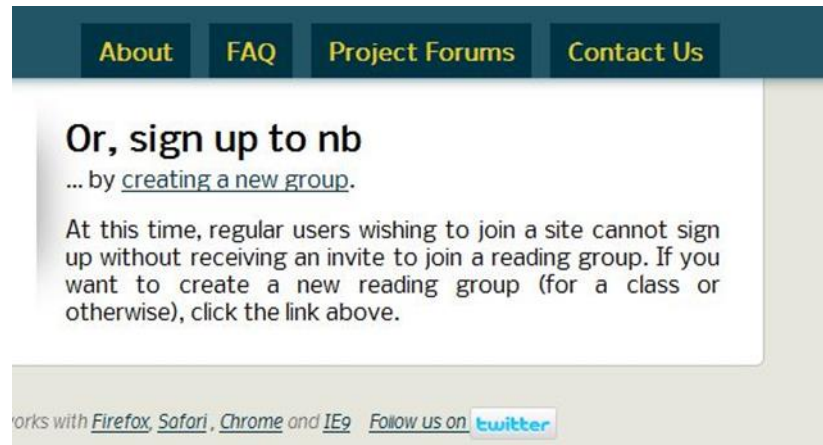 About FAQ Project Forums Contact Us
Or, sign up to nb
... by creating a new group.
At this time, regular users wishing to join a site cannot sign
up without receiving an invite to join a reading group. If you
want to create a new reading group (for a class or
otherwise), click the link above.
with Firefox, Safari , Chrome and IE9 Follow us on twitter